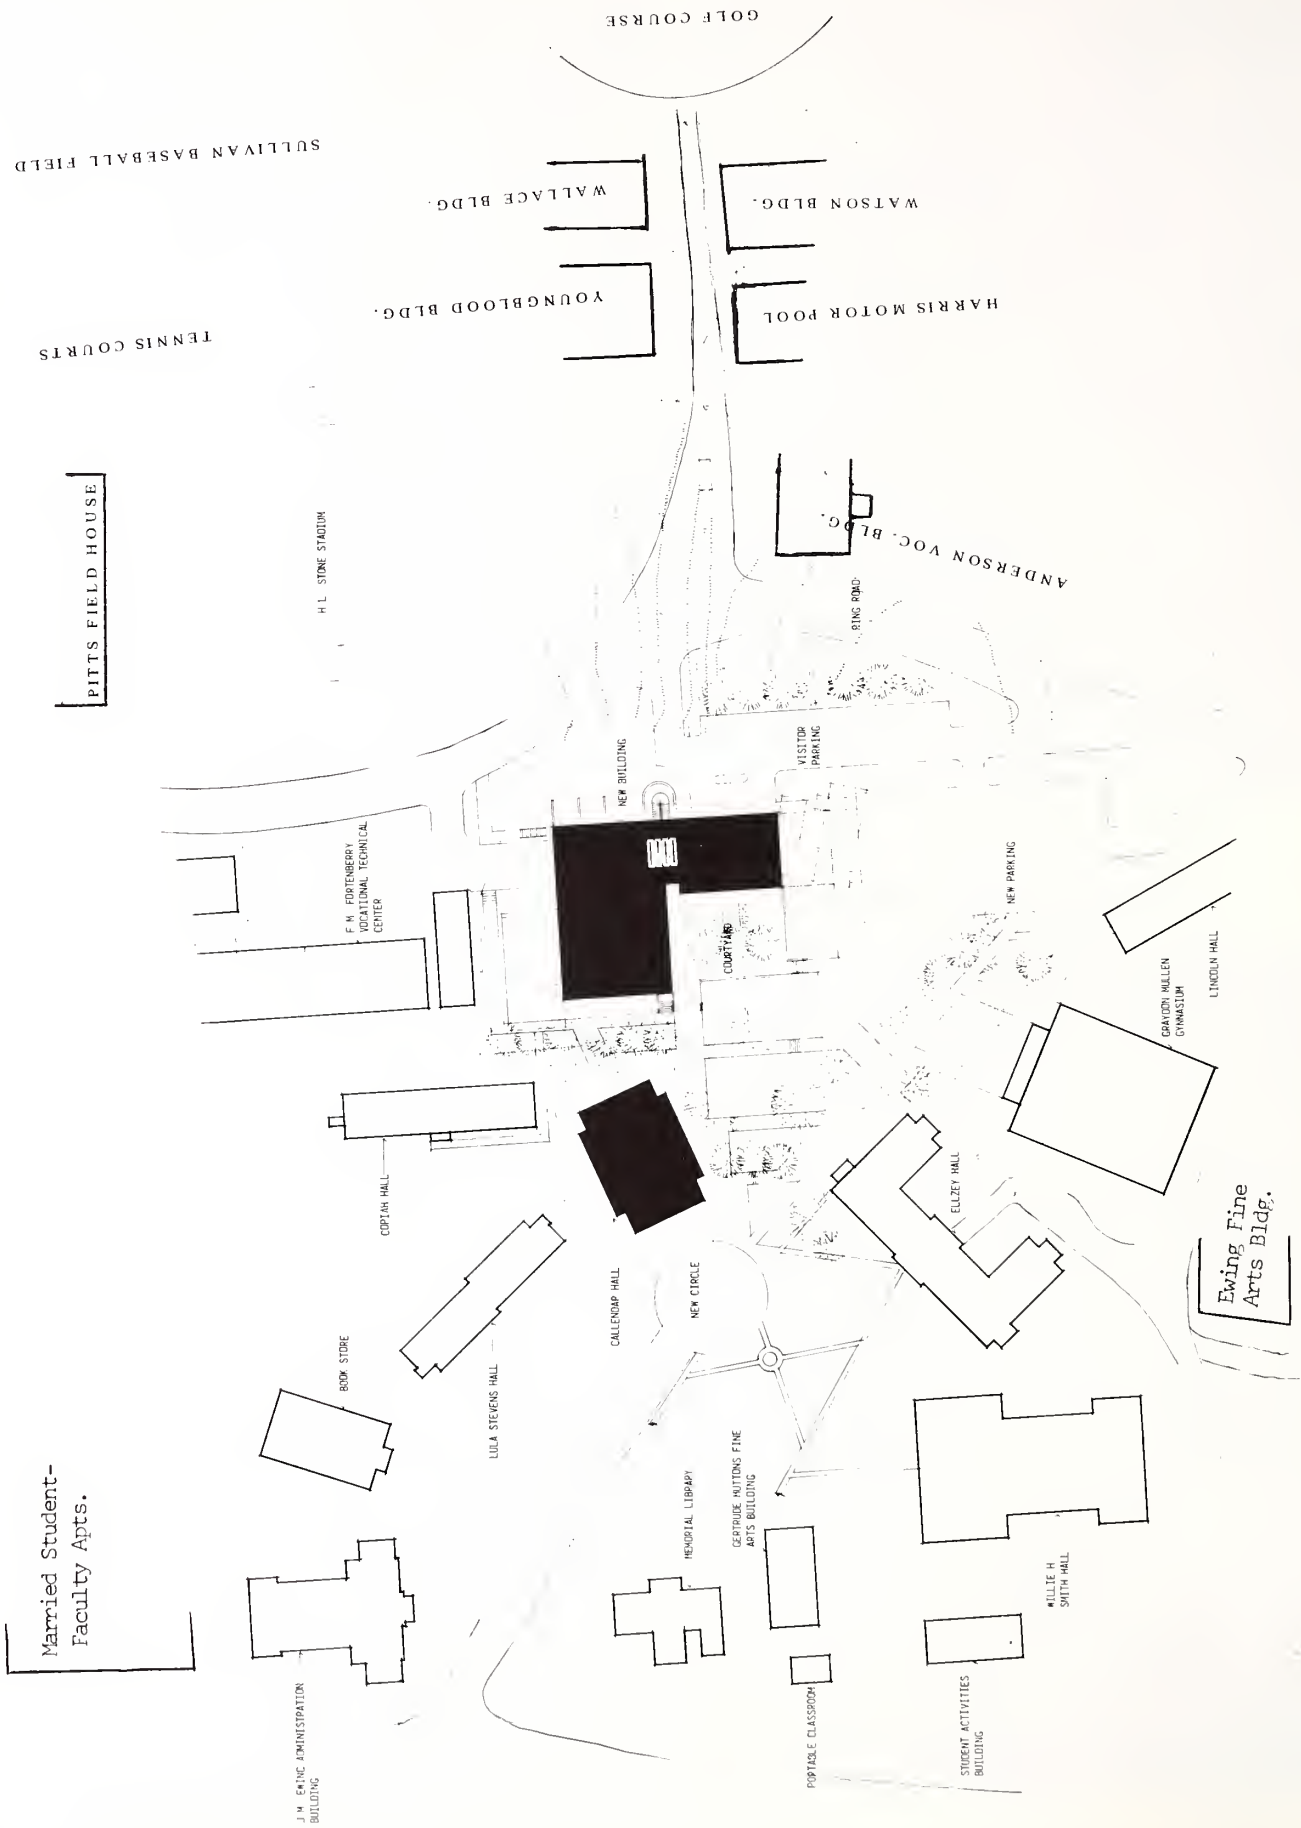 GOLF COURSE
SULLIVAN BASEBALL FIELD
WALLACE BLDG.
WATSON BLDG.
YOUNGBLOOD BLDG.
HARRIS MOTOR POOL
TENNIS COURTS
PITTS FIELD HOUSE
H.L. STONE STADIUM
ANDERSON VOC. BLDG.
RING ROAD
NEW BUILDING
VISITOR
PARKING
F.M. FORTENBERRY
VOCATIONAL TECHNICAL
CENTER
COURTYARD
NEW PARKING
LINCOLN HALL
GRAYDON MULLEN
GYNNASIUM
COPIAH HALL
ELLZEY HALL
Ewing Fine
Arts Bldg.
CALLENDAP HALL
NEW CIRCLE
LULA STEVENS HALL
BOOK STORE
Married Student-
Faculty Apts.
MEMORIAL LIBRARY
GERTRUDE MUTTONS FINE
ARTS BUILDING
WILLIE H
SMITH HALL
J.M. EWING ADMINISTRATION
BUILDING
PORTABLE CLASSROOM
STUDENT ACTIVITIES
BUILDING